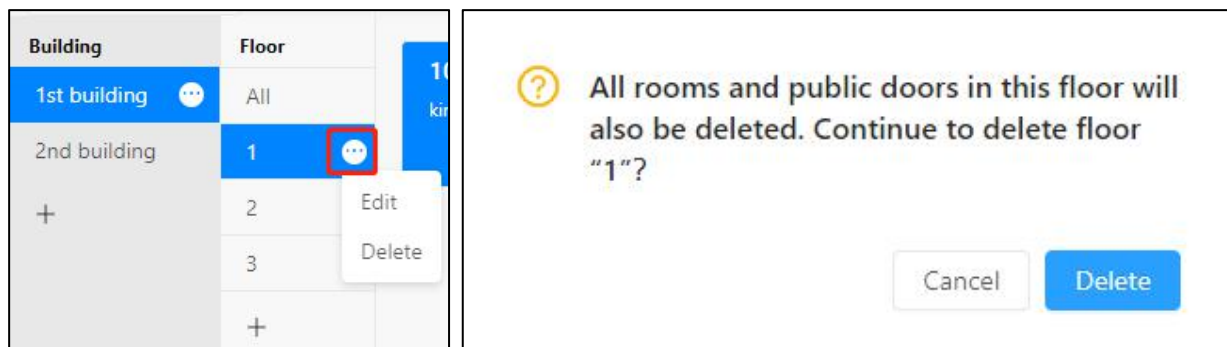 Building
1st building
2nd building
+
Floor
All
1
2
3
+
Edit
Delete
10
All rooms and public doors in this floor will
also be deleted. Continue to delete floor
“1”?
Cancel
Delete